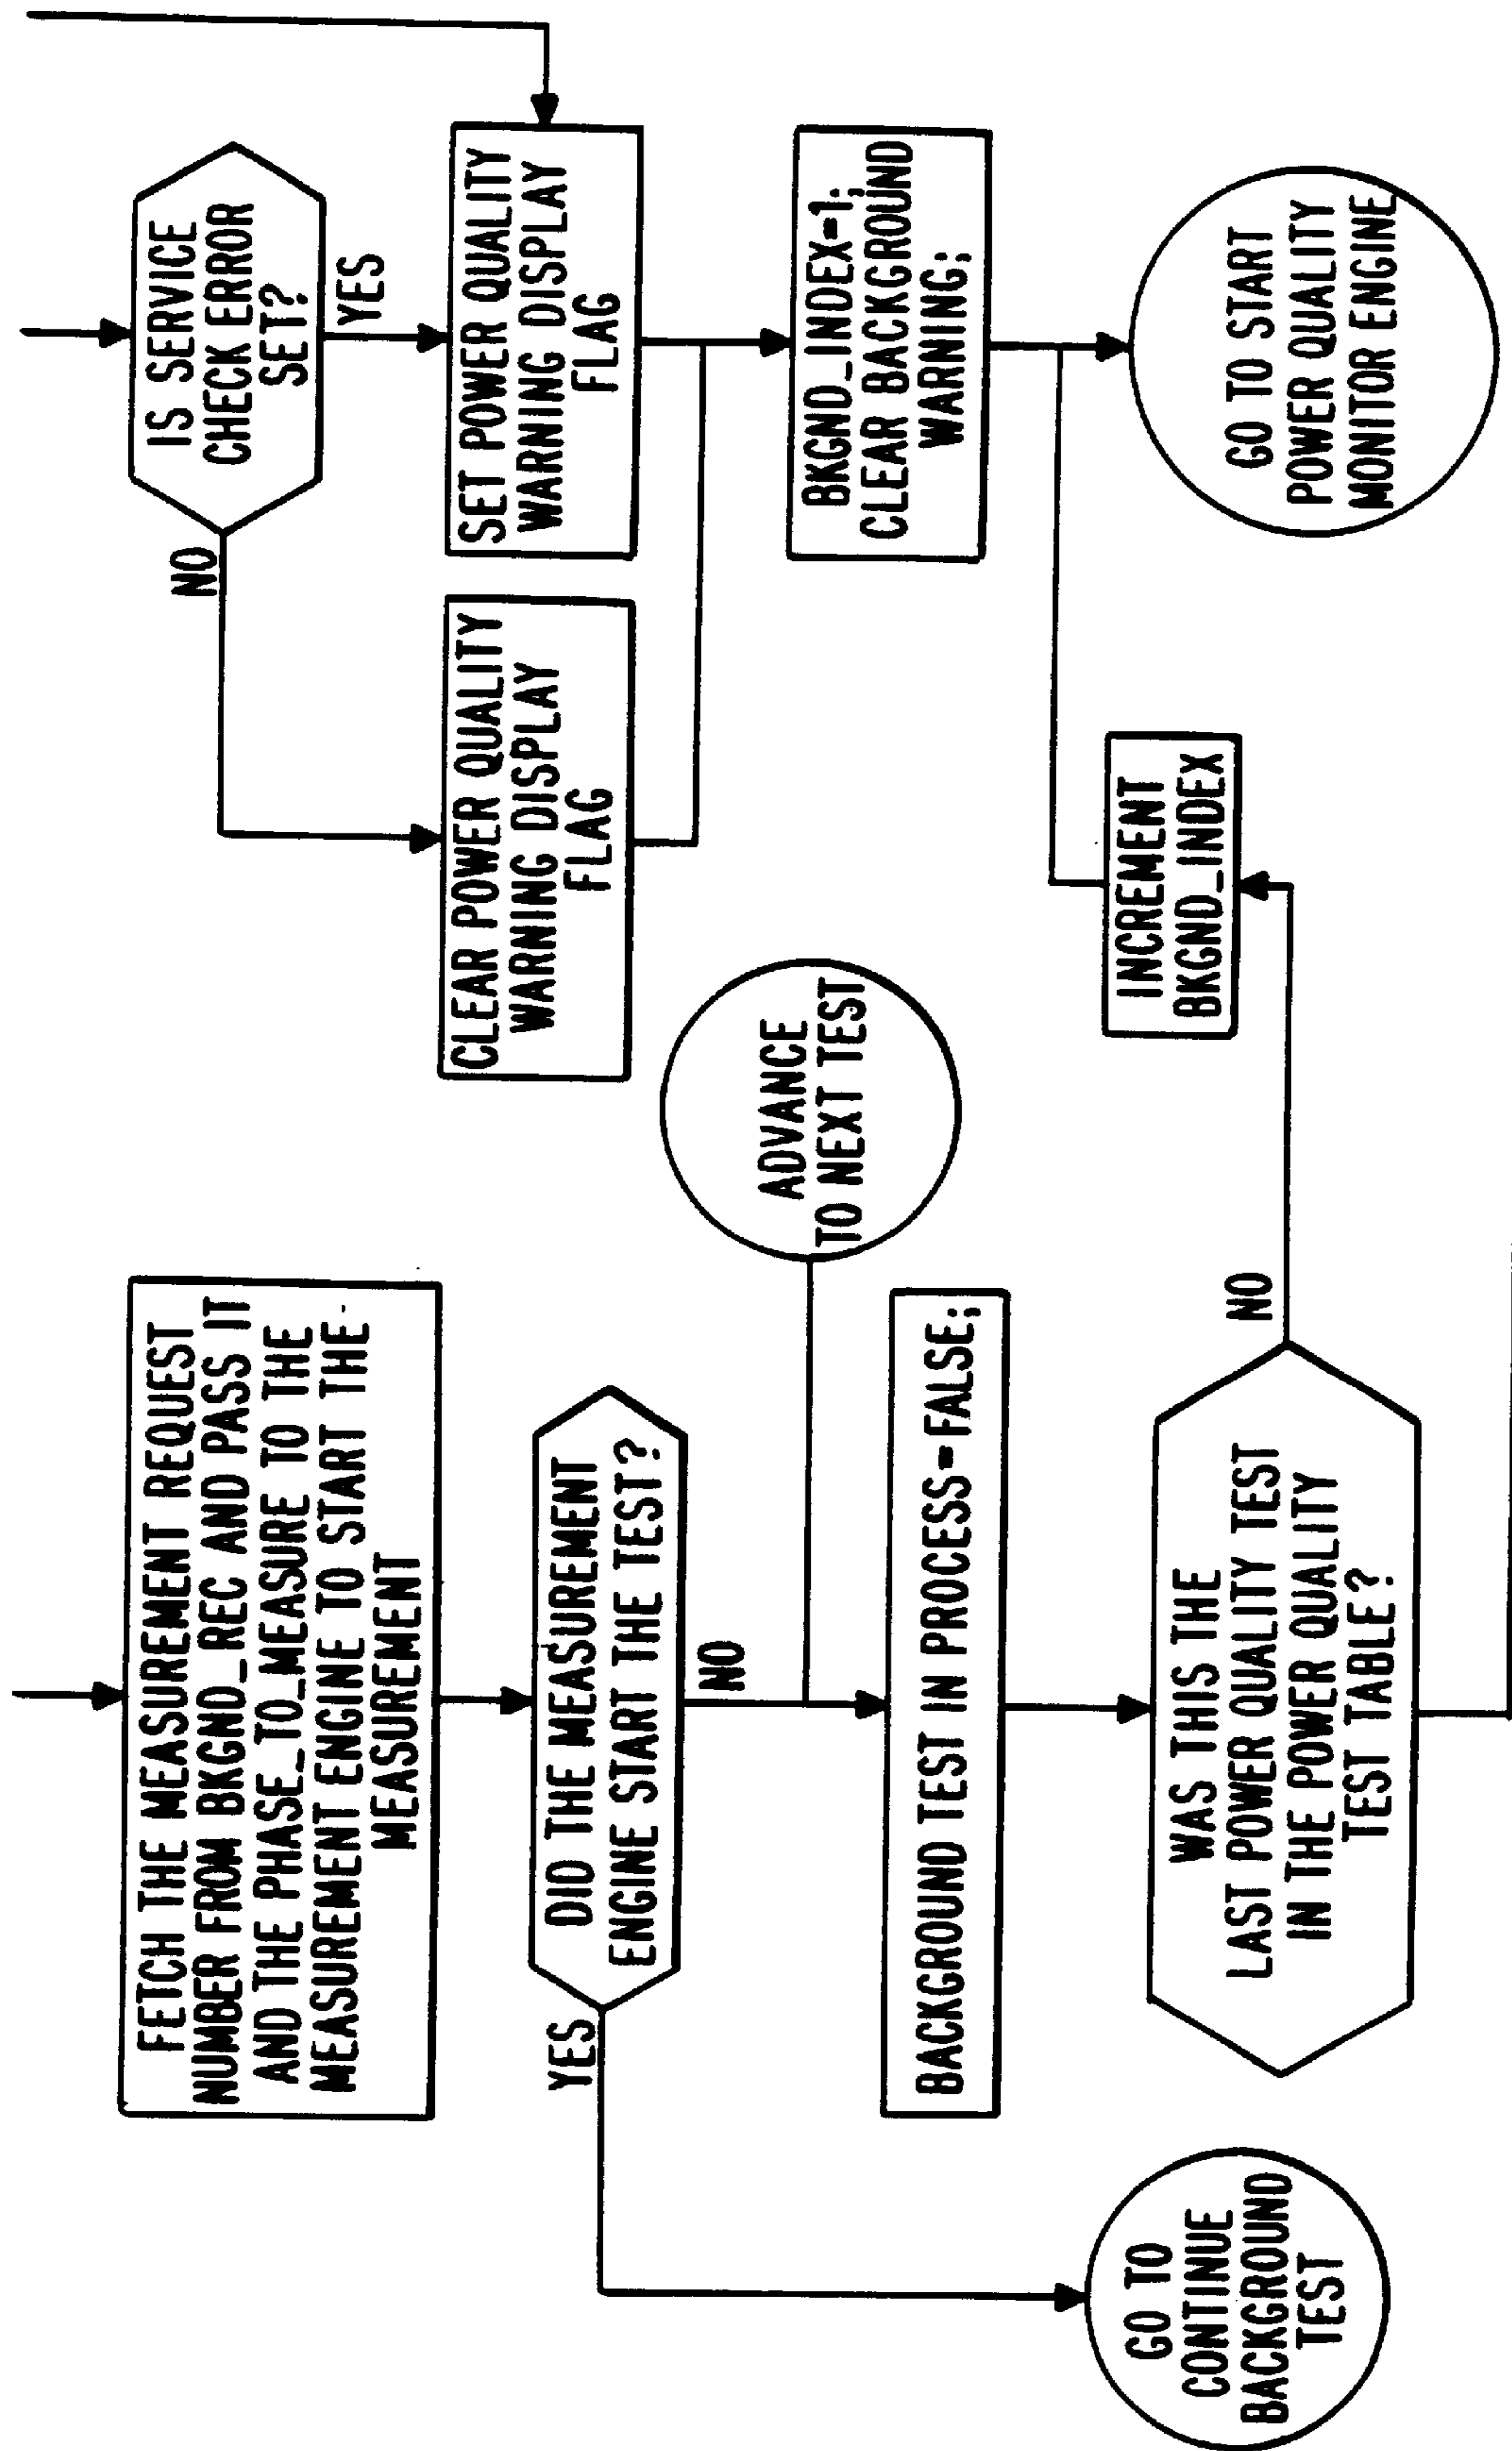 FETCH THE MEASUREMENT REQUEST
NUMBER FROM BKGND_REC AND PASS IT
AND THE PHASE_TO_MEASURE TO THE
MEASUREMENT ENGINE TO START THE
MEASUREMENT
DID THE MEASUREMENT
ENGINE START THE TEST?
YES
NO
GO TO
CONTINUE
BACKGROUND
TEST
ADVANCE
TO NEXT TEST
BACKGROUND TEST IN PROCESS=FALSE;
WAS THIS THE
LAST POWER QUALITY TEST
IN THE POWER QUALITY
TEST TABLE?
NO
INCREMENT
BKGND_INDEX
IS SERVICE
CHECK ERROR
SET?
NO
YES
CLEAR POWER QUALITY
WARNING DISPLAY
FLAG
SET POWER QUALITY
WARNING DISPLAY
FLAG
BKGND_INDEX=1;
CLEAR BACKGROUND
WARNING;
GO TO START
POWER QUALITY
MONITOR ENGINE